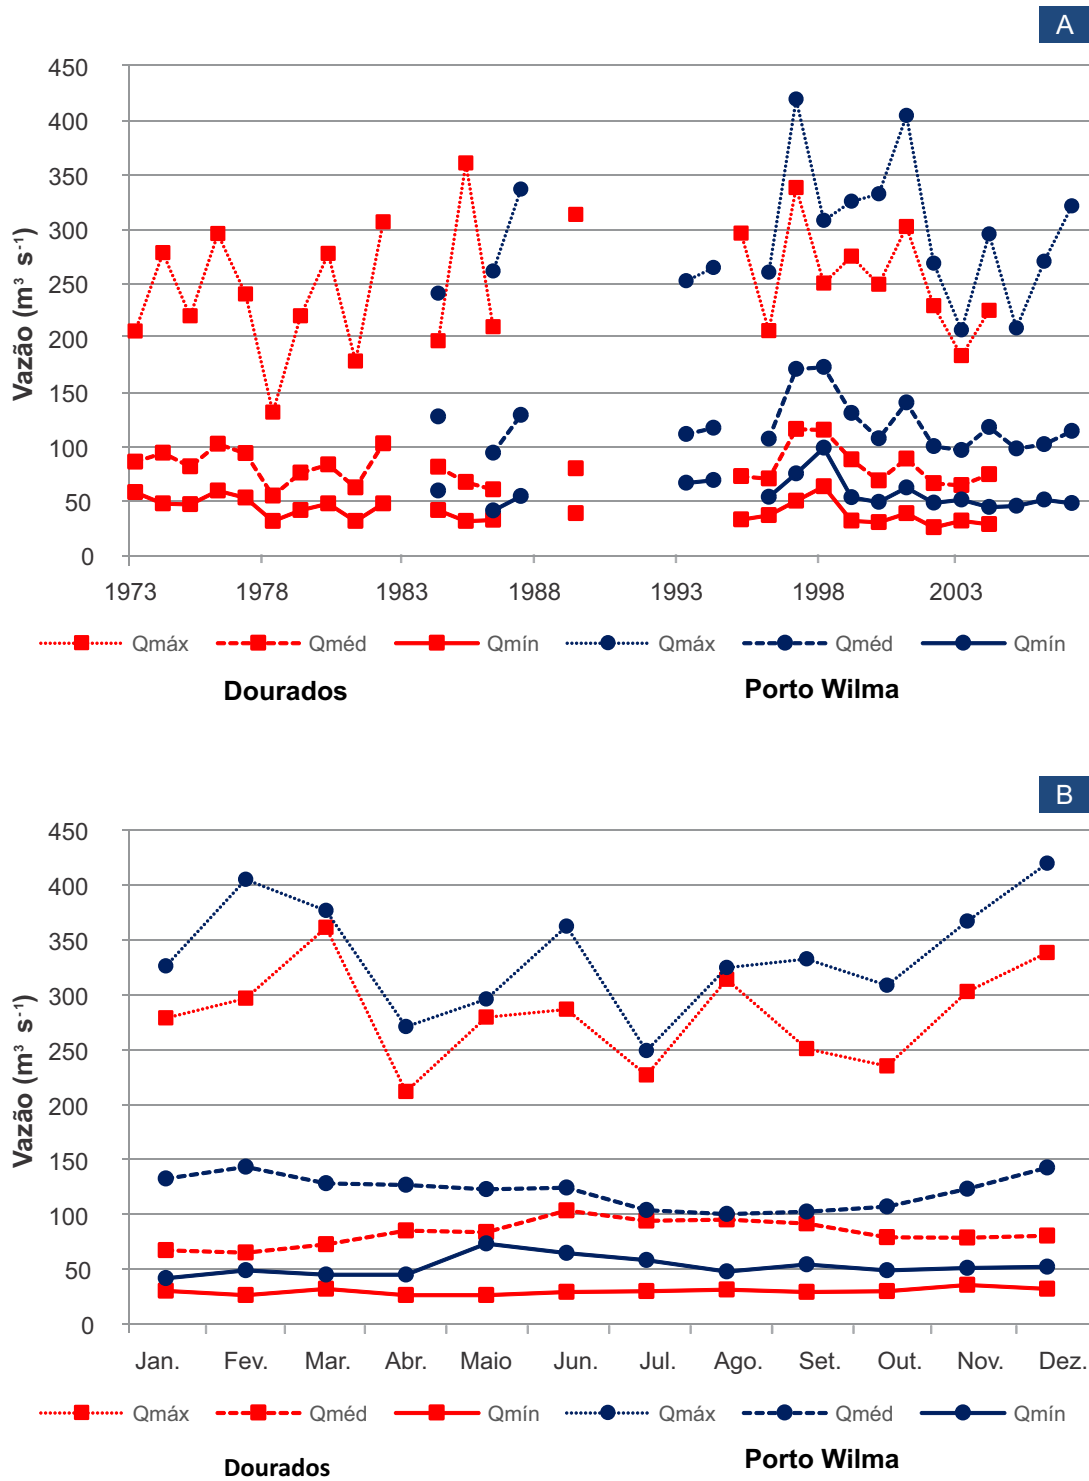 A
450
400
350
300
250
200
150
100
50
0
Vazão (m³ s⁻¹)
1973 1978 1983 1988 1993 1998 2003
Qmáx Qméd Qmín Qmáx Qméd Qmín
Dourados Porto Wilma
B
450
400
350
300
250
200
150
100
50
0
Vazão (m³ s⁻¹)
Jan. Fev. Mar. Abr. Maio Jun. Jul. Ago. Set. Out. Nov. Dez.
Qmáx Qméd Qmín Qmáx Qméd Qmín
Dourados Porto Wilma